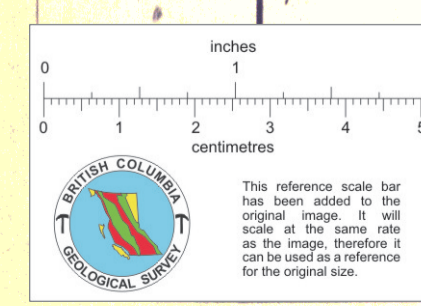 inches
0 1
0 1 2 3 4 5
centimetres
BRITISH COLUMBIA
GEOLOGICAL SURVEY
This reference scale bar
has been added to the
original image. It will
scale at the same rate
as the image, therefore it
can be used as a reference
for the original size.